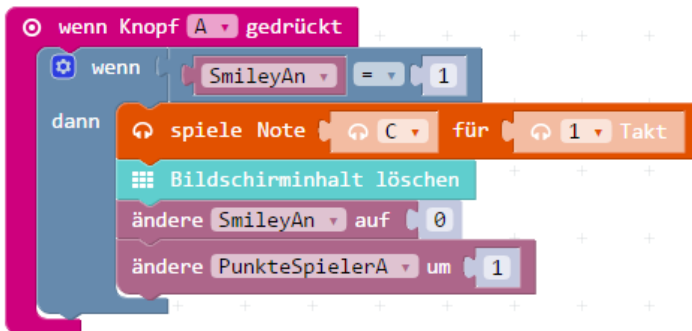 wenn Knopf A gedrückt
wenn SmileyAn = 1
dann spiele Note C für 1 Takt
Bildschirminhalt löschen
ändere SmileyAn auf 0
ändere PunkteSpielerA um 1